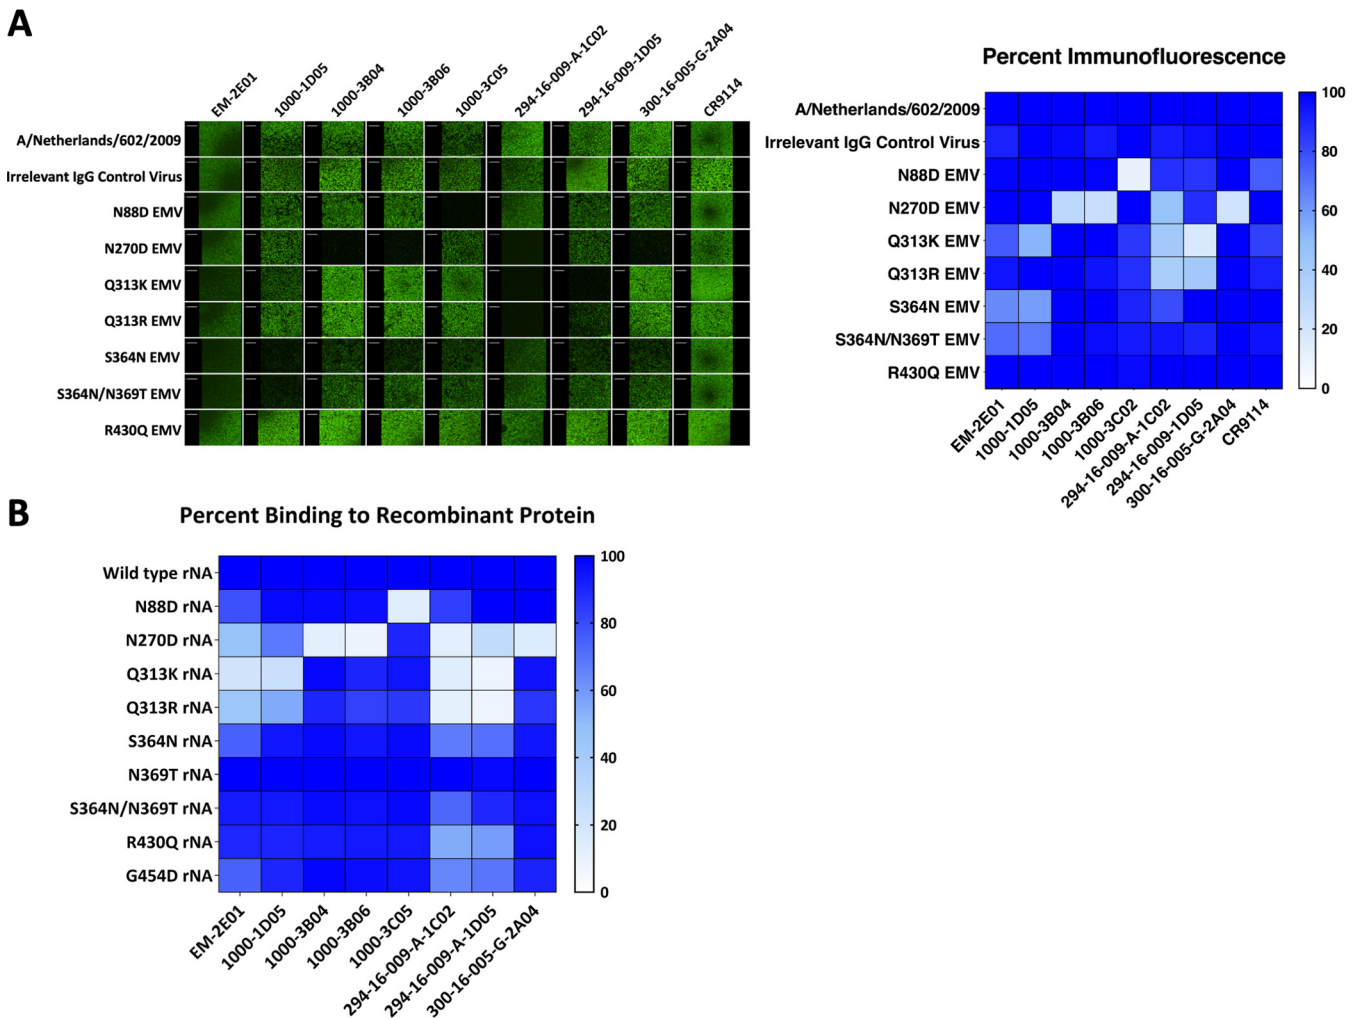 A
EM-2E01
1000-1D05
1000-3B04
1000-3B06
1000-3C05
294-16-009-A-1C02
294-16-009-1D05
300-16-005-G-2A04
CR9114
A/Netherlands/602/2009
Irrelevant IgG Control Virus
N88D EMV
N270D EMV
Q313K EMV
Q313R EMV
S364N EMV
S364N/N369T EMV
R430Q EMV
Percent Immunofluorescence
A/Netherlands/602/2009
Irrelevant IgG Control Virus
N88D EMV
N270D EMV
Q313K EMV
Q313R EMV
S364N EMV
S364N/N369T EMV
R430Q EMV
EM-2E01
1000-1D05
1000-3B04
1000-3B06
1000-3C02
294-16-009-A-1C02
294-16-009-1D05
300-16-005-G-2A04
CR9114
100
80
60
40
20
0
B
Percent Binding to Recombinant Protein
Wild type rNA
N88D rNA
N270D rNA
Q313K rNA
Q313R rNA
S364N rNA
N369T rNA
S364N/N369T rNA
R430Q rNA
G454D rNA
EM-2E01
1000-1D05
1000-3B04
1000-3B06
1000-3C05
294-16-009-A-1C02
294-16-009-A-1D05
300-16-005-G-2A04
100
80
60
40
20
0